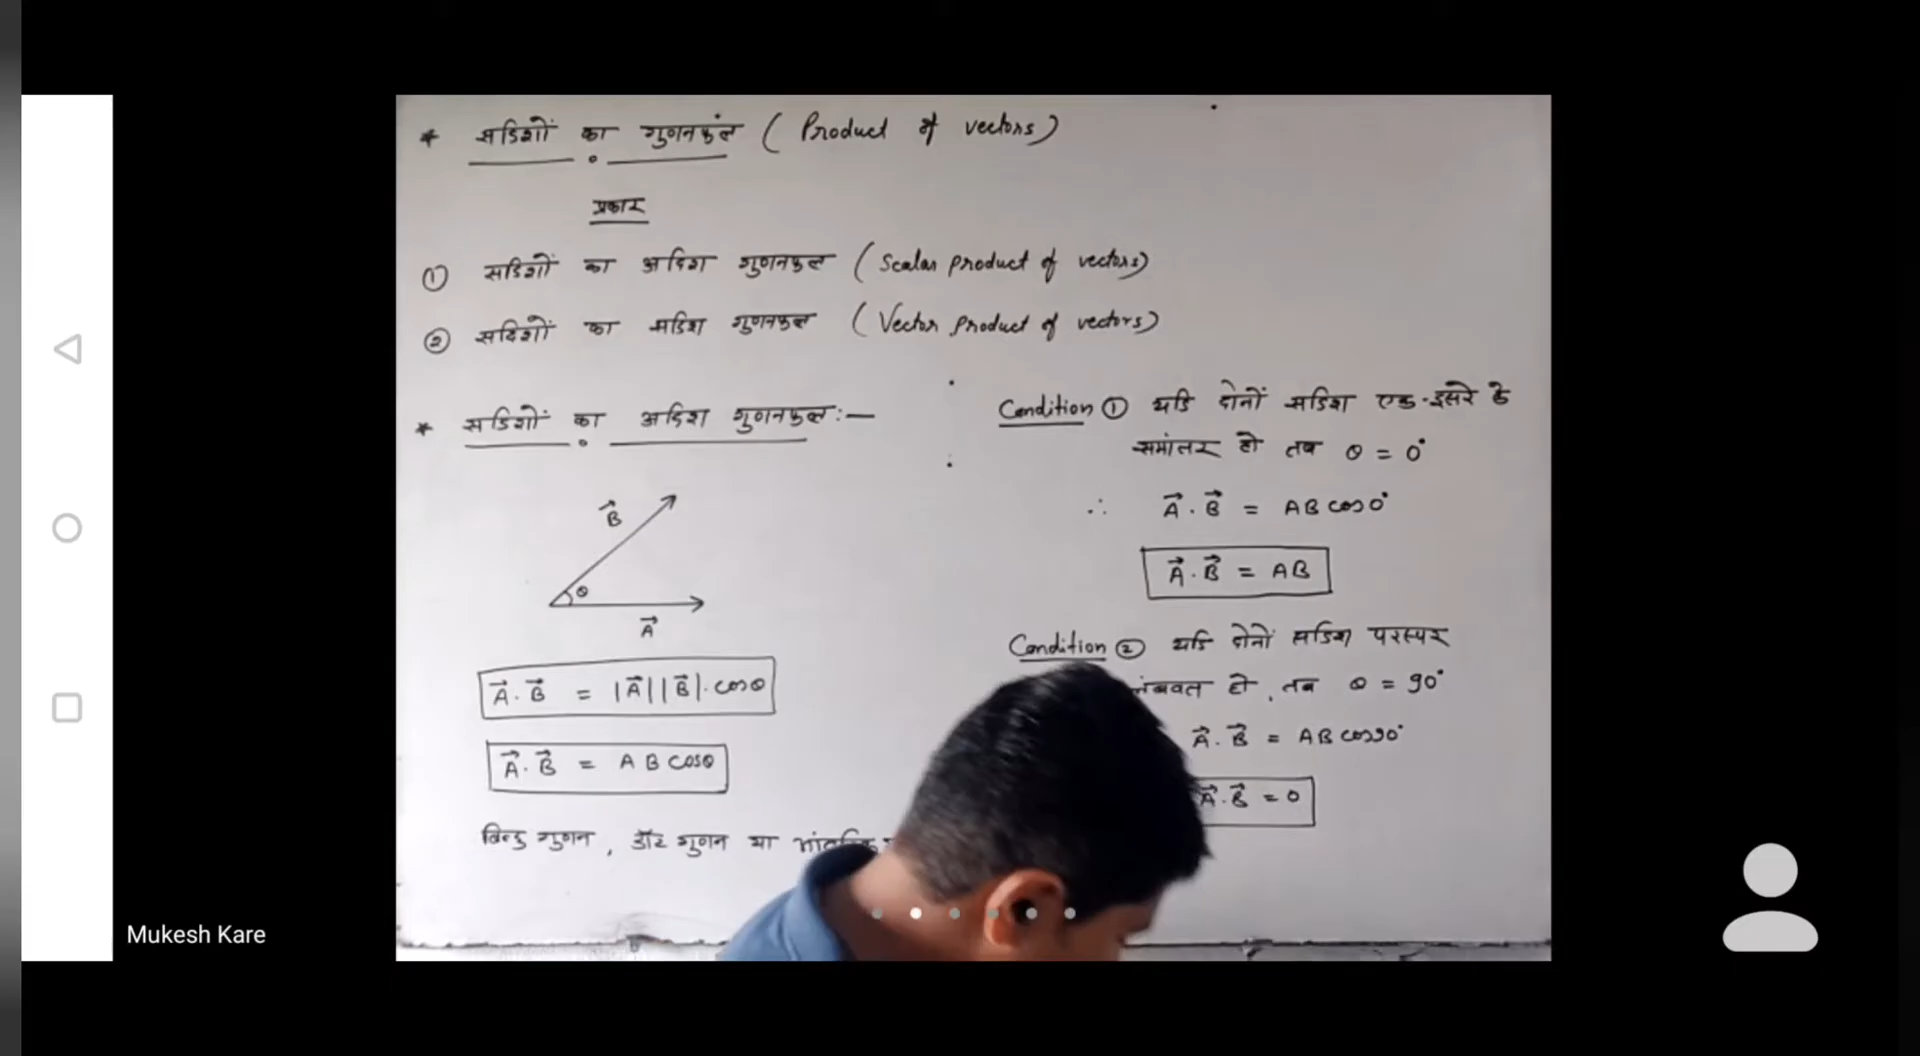 * सदिशों का गुणनफल ( Product of vectors)
प्रकार
① सदिशों का अदिश गुणनफल ( Scalar product of vectors)
② सदिशों का सदिश गुणनफल ( Vector product of vectors)
* सदिशों का अदिश गुणनफल :—
B⃗
θ
A⃗
A⃗ . B⃗ = |A⃗| |B⃗| . cosθ
A⃗ . B⃗ = A B cosθ
बिन्दु गुणन , डॉट गुणन या
Condition ① यदि दोनों सदिश एक-दूसरे के
समांतर हो तब θ = 0°
∴ A⃗ . B⃗ = AB cos0°
A⃗ . B⃗ = AB
Condition ② यदि दोनों सदिश परस्पर
लंबवत हो , तब θ = 90°
A⃗ . B⃗ = AB cos90°
A⃗ . B⃗ = 0
Mukesh Kare